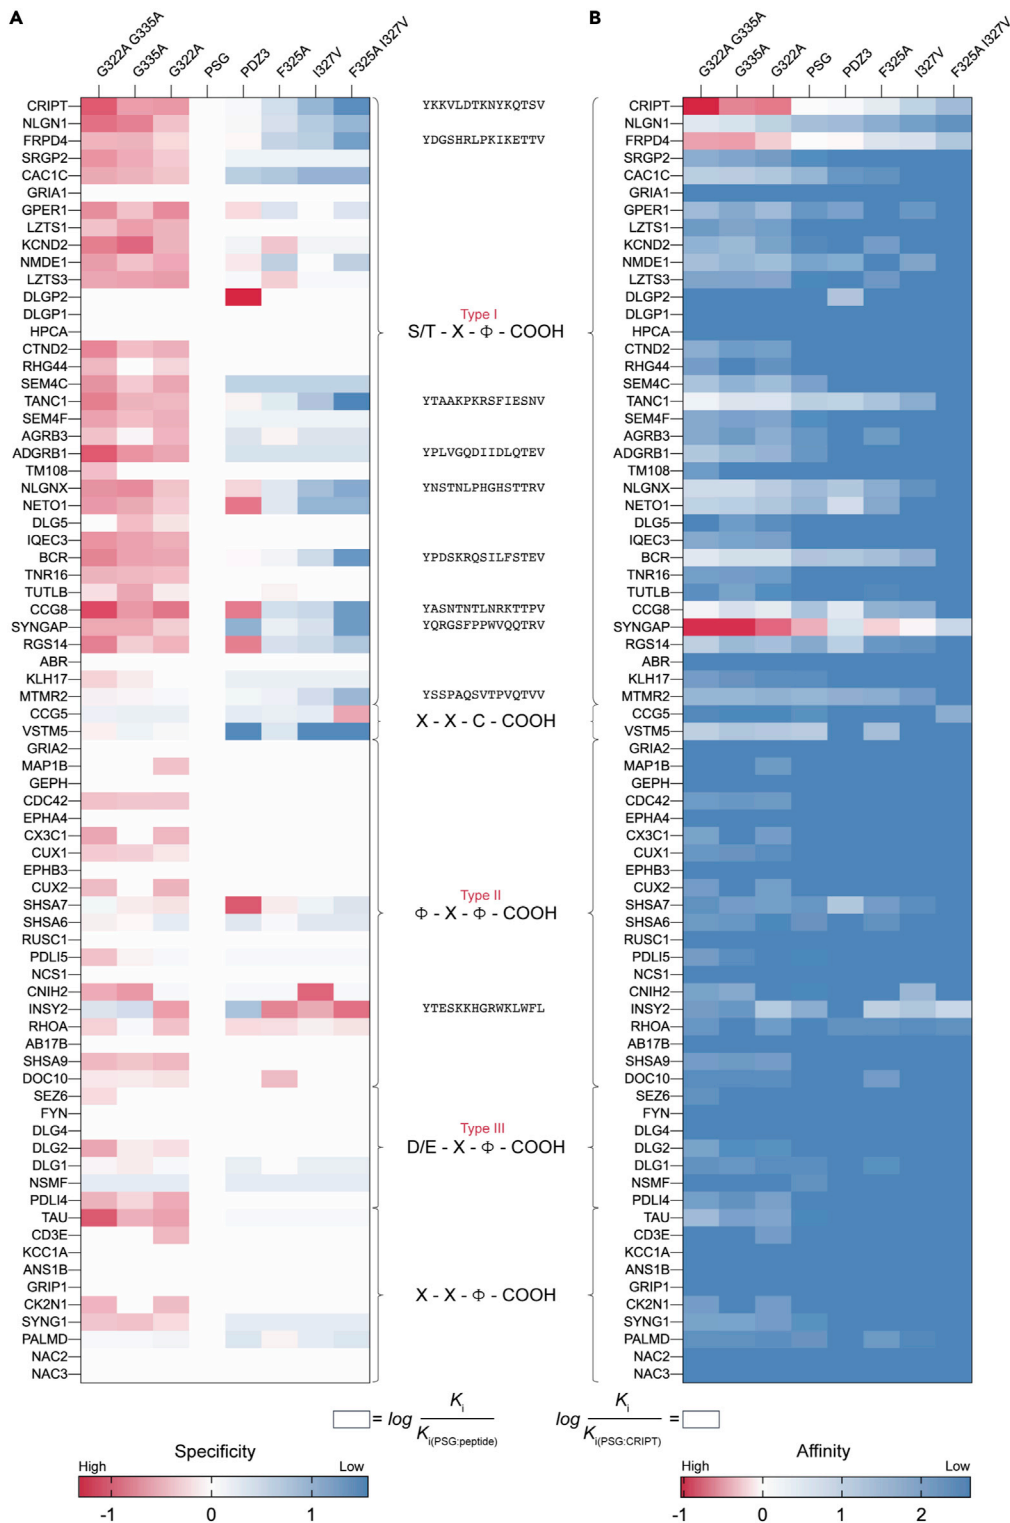 A
B
G322A G335A
G335A
G322A
PSG
PDZ3
F325A
I327V
F325A I327V
G322A G335A
G335A
G322A
PSG
PDZ3
F325A
I327V
F325A I327V
CRIPT
NLGN1
FRPD4
SRGP2
CAC1C
GRIA1
GPER1
LZTS1
KCND2
NMDE1
LZTS3
DLGP2
DLGP1
HPCA
CTND2
RHG44
SEM4C
TANC1
SEM4F
AGRB3
ADGRB1
TM108
NLGNX
NETO1
DLG5
IQEC3
BCR
TNR16
TUTLB
CCG8
SYNGAP
RGS14
ABR
KLH17
MTMR2
CCG5
VSTM5
GRIA2
MAP1B
GEPH
CDC42
EPHA4
CX3C1
CUX1
EPHB3
CUX2
SHSA7
SHSA6
RUSC1
PDLI5
NCS1
CNIH2
INSY2
RHOA
AB17B
SHSA9
DOC10
SEZ6
FYN
DLG4
DLG2
DLG1
NSMF
PDLI4
TAU
CD3E
KCC1A
ANS1B
GRIP1
CK2N1
SYNG1
PALMD
NAC2
NAC3
YKKVLDTKNYKQTSV
YDGSHRLPKIKETTV
Type I
S/T - X - Φ - COOH
YTAAKPKRSFIESNV
YPLVGQDIIDLQTEV
YNSTNLPHGHSTTRV
YPDSKRQSILFSTEV
YASNTNTLNRKTTPV
YQRGSFPPWVQQTRV
YSSPAQSVTPVQTVV
X - X - C - COOH
Type II
Φ - X - Φ - COOH
YTESKKHGRWKLWFL
Type III
D/E - X - Φ - COOH
X - X - Φ - COOH
CRIPT
NLGN1
FRPD4
SRGP2
CAC1C
GRIA1
GPER1
LZTS1
KCND2
NMDE1
LZTS3
DLGP2
DLGP1
HPCA
CTND2
RHG44
SEM4C
TANC1
SEM4F
AGRB3
ADGRB1
TM108
NLGNX
NETO1
DLG5
IQEC3
BCR
TNR16
TUTLB
CCG8
SYNGAP
RGS14
ABR
KLH17
MTMR2
CCG5
VSTM5
GRIA2
MAP1B
GEPH
CDC42
EPHA4
CX3C1
CUX1
EPHB3
CUX2
SHSA7
SHSA6
RUSC1
PDLI5
NCS1
CNIH2
INSY2
RHOA
AB17B
SHSA9
DOC10
SEZ6
FYN
DLG4
DLG2
DLG1
NSMF
PDLI4
TAU
CD3E
KCC1A
ANS1B
GRIP1
CK2N1
SYNG1
PALMD
NAC2
NAC3
= log Ki / Ki(PSG:peptide)
log Ki / Ki(PSG:CRIPT) =
Specificity
High
Low
-1 0 1
Affinity
High
Low
-1 0 1 2